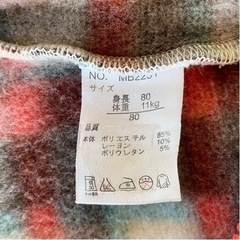 NO. MB2251
サイズ
身長 80
体重 11kg
80
品質:
本体 ポリエステル 85%
レーヨン 10%
ポリウレタン 5%